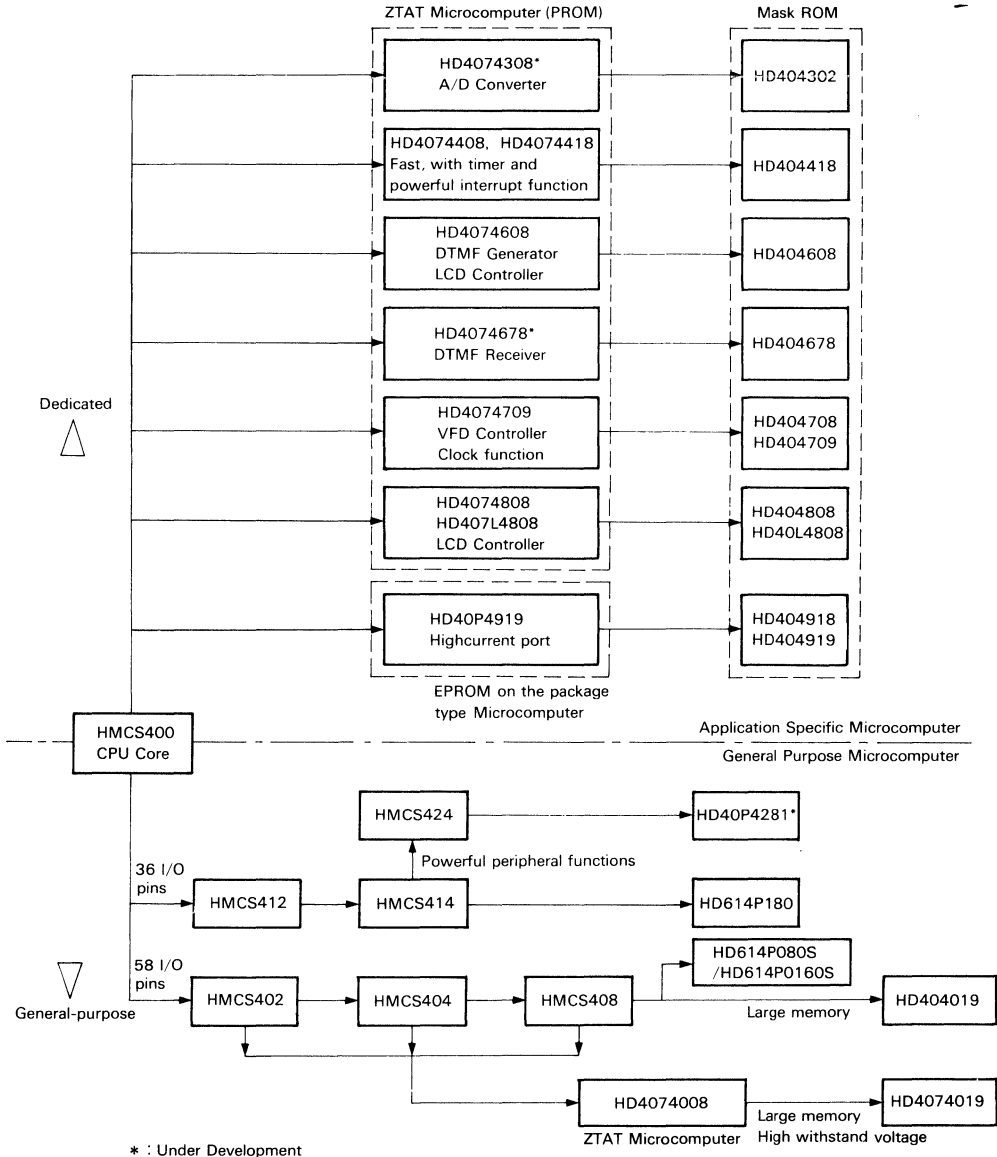 ZTAT Microcomputer (PROM)
Mask ROM
HD4074308*
A/D Converter
HD404302
HD4074408, HD4074418
Fast, with timer and
powerful interrupt function
HD404418
HD4074608
DTMF Generator
LCD Controller
HD404608
HD4074678*
DTMF Receiver
HD404678
Dedicated
HD4074709
VFD Controller
Clock function
HD404708
HD404709
HD4074808
HD407L4808
LCD Controller
HD404808
HD40L4808
HD40P4919
Highcurrent port
HD404918
HD404919
EPROM on the package
type Microcomputer
HMCS400
CPU Core
Application Specific Microcomputer
General Purpose Microcomputer
HMCS424
HD40P4281*
Powerful peripheral functions
36 I/O
pins
HMCS412
HMCS414
HD614P180
58 I/O
pins
HD614P080S
/HD614P0160S
General-purpose
HMCS402
HMCS404
HMCS408
Large memory
HD404019
HD4074008
ZTAT Microcomputer
Large memory
High withstand voltage
HD4074019
* : Under Development